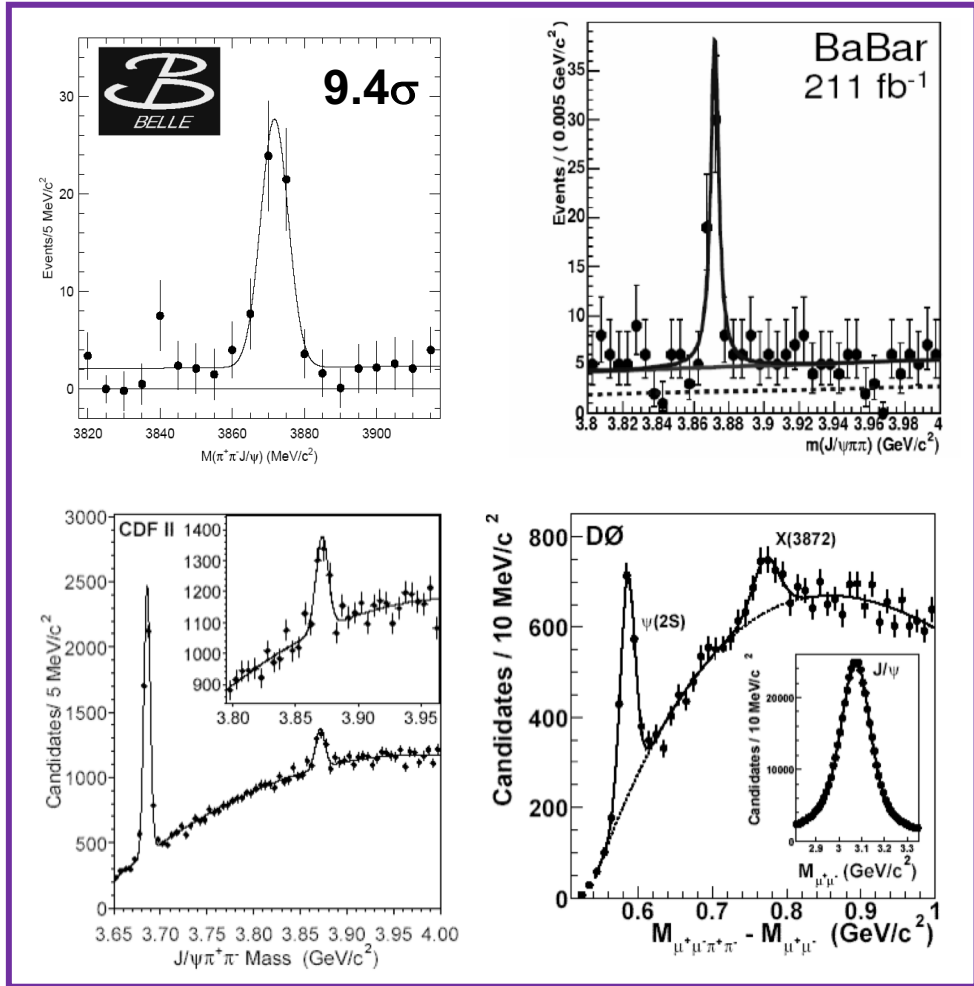 BELLE
9.4σ
Events/5 MeV/c²
30
20
10
0
3820 3840 3860 3880 3900
M(π⁺π⁻J/ψ) (MeV/c²)
BaBar
211 fb⁻¹
Events / ( 0.005 GeV/c² )
35
30
25
20
15
10
5
0
3.8 3.82 3.84 3.86 3.88 3.9 3.92 3.94 3.96 3.98 4
m(J/ψππ) (GeV/c²)
CDF II
Candidates/ 5 MeV/c²
3000
2500
2000
1500
1000
500
0
3.65 3.70 3.75 3.80 3.85 3.90 4.00
J/ψπ⁺π⁻ Mass (GeV/c²)
1400
1300
1200
1100
1000
900
3.80 3.85 3.90 3.95
DØ
X(3872)
ψ(2S)
Candidates / 10 MeV/c²
800
600
400
200
0
0.6 0.7 0.8 0.9 1
M μ⁺μ⁻π⁺π⁻ - M μ⁺μ⁻ (GeV/c²)
J/ψ
Candidates / 10 MeV/c²
20000
10000
0
2.9 3 3.1 3.2 3.3
M μ⁺μ⁻ (GeV/c²)